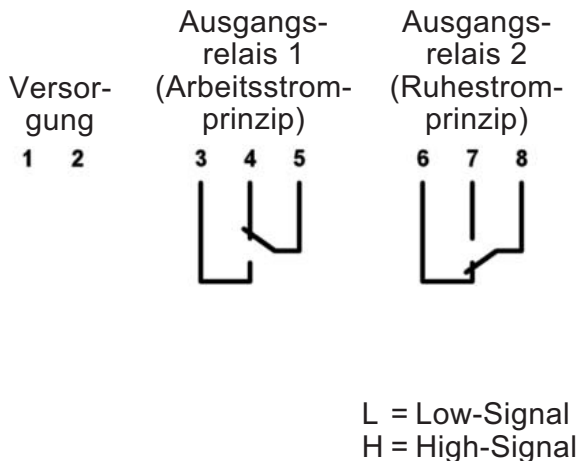 Versor-
gung
1 2
Ausgangs-
relais 1
(Arbeitsstrom-
prinzip)
3 4 5
Ausgangs-
relais 2
(Ruhestrom-
prinzip)
6 7 8
L = Low-Signal
H = High-Signal